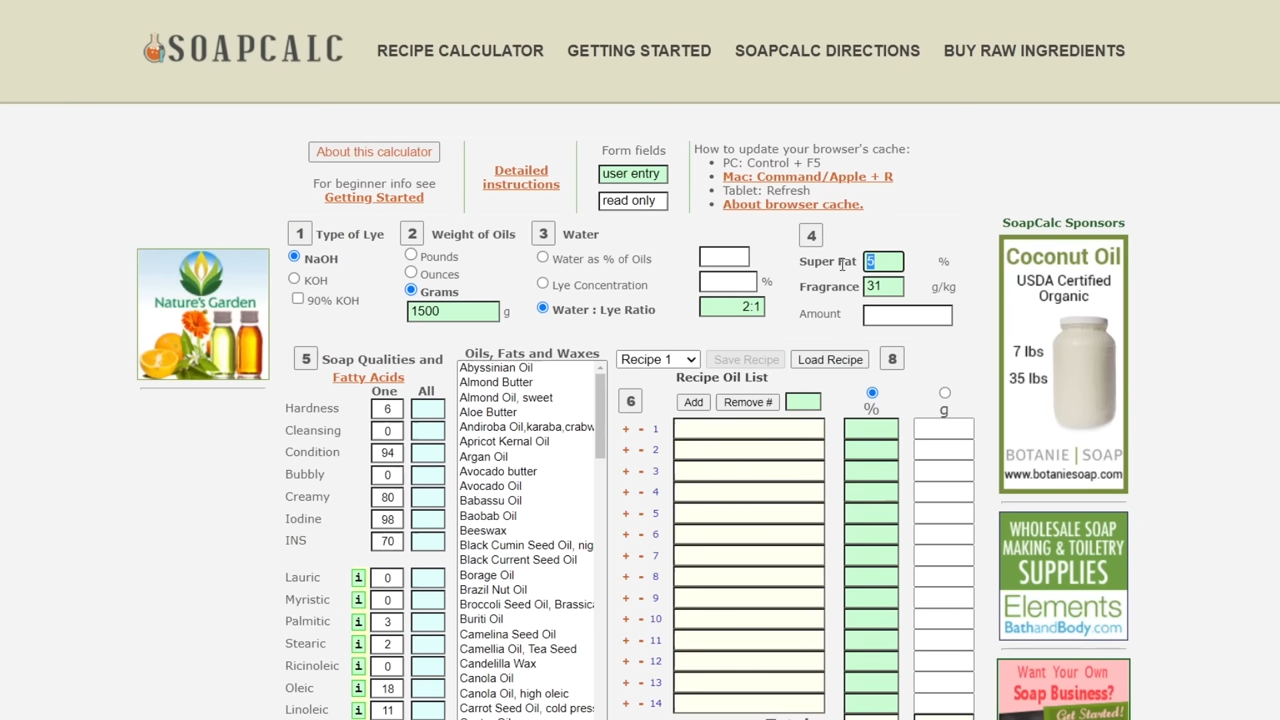 SOAPCALC
RECIPE CALCULATOR
GETTING STARTED
SOAPCALC DIRECTIONS
BUY RAW INGREDIENTS
About this calculator
For beginner info see
Getting Started
Detailed
instructions
Form fields
user entry
read only
How to update your browser's cache:
• PC: Control + F5
• Mac: Command/Apple + R
• Tablet: Refresh
• About browser cache.
NATURE'S GARDEN
1 Type of Lye
NaOH
KOH
90% KOH
2 Weight of Oils
Pounds
Ounces
Grams
1500 g
3 Water
Water as % of Oils
Lye Concentration %
Water : Lye Ratio 2:1
4
Super Fat 5 %
Fragrance 31 g/kg
Amount
5 Soap Qualities and
Fatty Acids
One All
Hardness 6
Cleansing 0
Condition 94
Bubbly 0
Creamy 80
Iodine 98
INS 70
Lauric i 0
Myristic i 0
Palmitic i 3
Stearic i 2
Ricinoleic i 0
Oleic i 18
Linoleic i 11
Oils, Fats and Waxes
Abyssinian Oil
Almond Butter
Almond Oil, sweet
Aloe Butter
Andiroba Oil,karaba,crabw
Apricot Kernal Oil
Argan Oil
Avocado butter
Avocado Oil
Babassu Oil
Baobab Oil
Beeswax
Black Cumin Seed Oil, nig
Black Current Seed Oil
Borage Oil
Brazil Nut Oil
Broccoli Seed Oil, Brassica
Buriti Oil
Camelina Seed Oil
Camellia Oil, Tea Seed
Candelilla Wax
Canola Oil
Canola Oil, high oleic
Carrot Seed Oil, cold pres
Recipe 1
Save Recipe
Load Recipe
8
Recipe Oil List
6
Add
Remove #
%
g
+ - 1
+ - 2
+ - 3
+ - 4
+ - 5
+ - 6
+ - 7
+ - 8
+ - 9
+ - 10
+ - 11
+ - 12
+ - 13
+ - 14
SoapCalc Sponsors
Coconut Oil
USDA Certified
Organic
7 lbs
35 lbs
BOTANIE | SOAP
www.botaniesoap.com
WHOLESALE SOAP
MAKING & TOILETRY
SUPPLIES
Elements
BathandBody.com
Want Your Own
Soap Business?
Get Started!